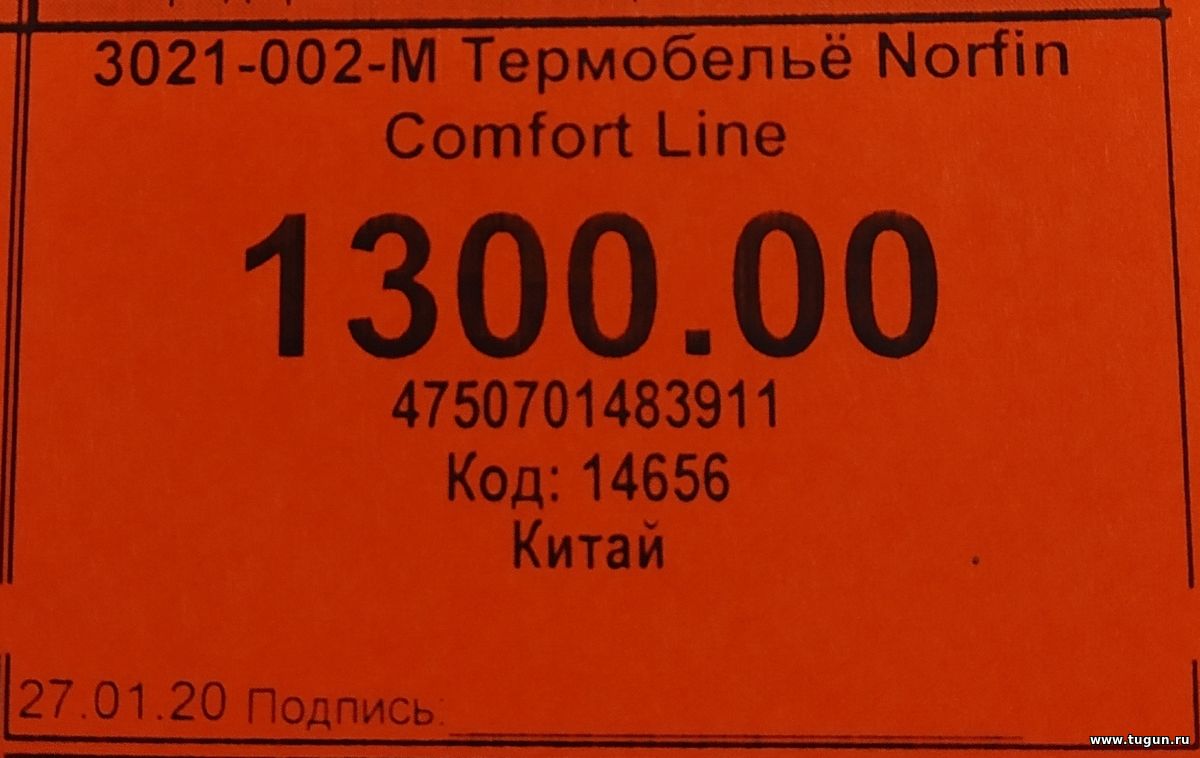 3021-002-M Термобельё Norfin
Comfort Line
1300.00
4750701483911
Код: 14656
Китай
27.01.20 Подпись:
www.tugun.ru